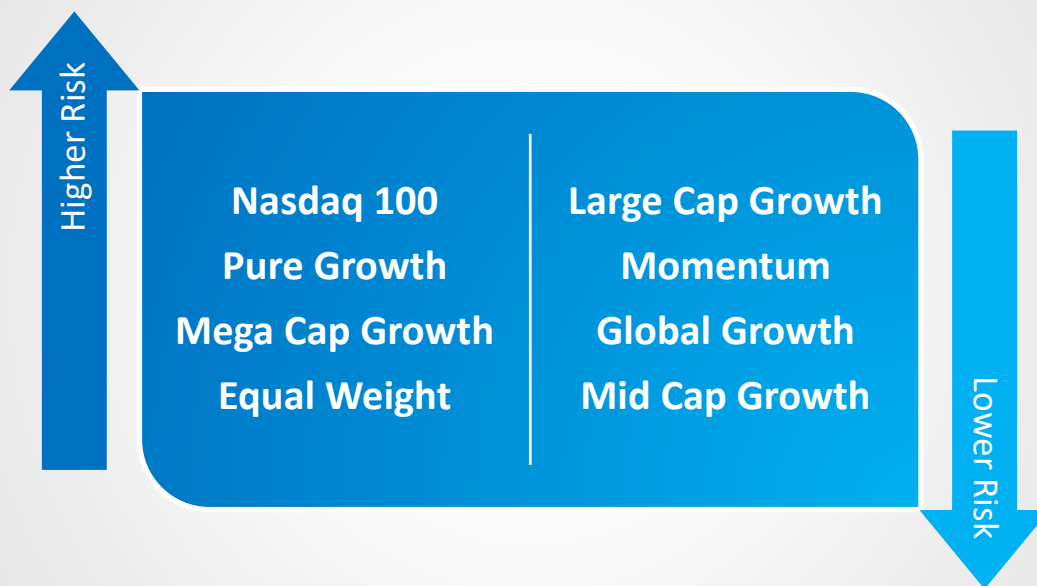 Higher Risk
Nasdaq 100
Pure Growth
Mega Cap Growth
Equal Weight
Large Cap Growth
Momentum
Global Growth
Mid Cap Growth
Lower Risk